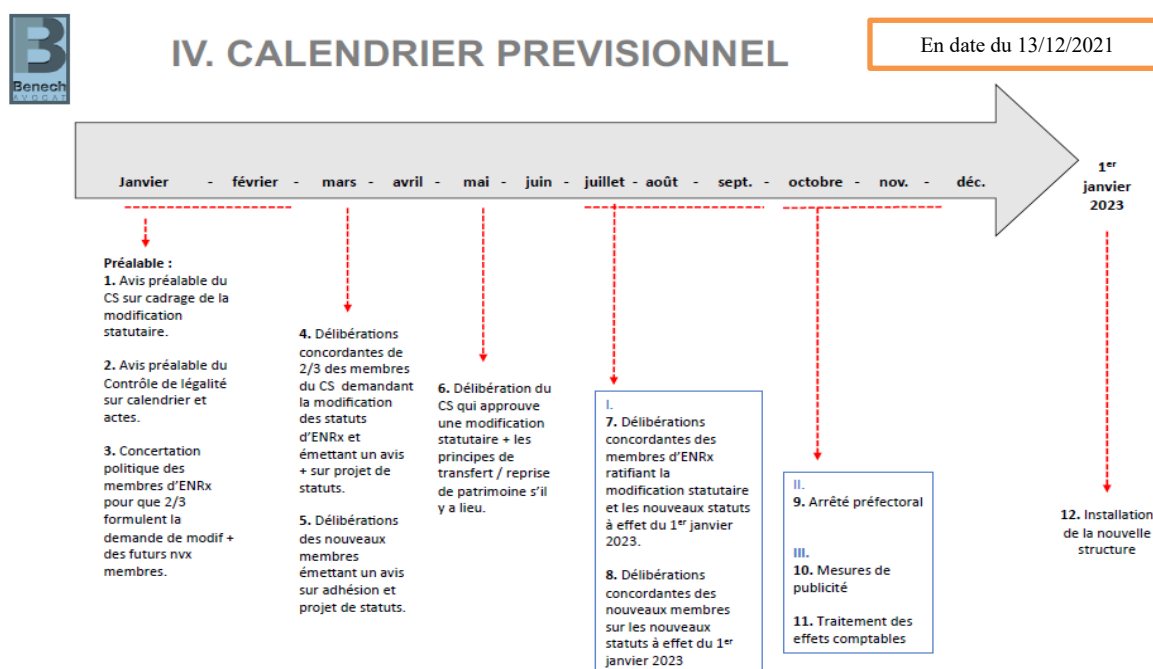 Benech
AVOCAT
IV. CALENDRIER PREVISIONNEL
En date du 13/12/2021
Janvier - février - mars - avril - mai - juin - juillet - août - sept. - octobre - nov. - déc.
1er
janvier
2023
Préalable :
1. Avis préalable du
CS sur cadrage de la
modification
statutaire.
2. Avis préalable du
Contrôle de légalité
sur calendrier et
actes.
3. Concertation
politique des
membres d'ENRx
pour que 2/3
formulent la
demande de modif +
des futurs nvx
membres.
4. Délibérations
concordantes de
2/3 des membres
du CS demandant
la modification
des statuts
d'ENRx et
émettant un avis
+ sur projet de
statuts.
5. Délibérations
des nouveaux
membres
émettant un avis
sur adhésion et
projet de statuts.
6. Délibération du
CS qui approuve
une modification
statutaire + les
principes de
transfert / reprise
de patrimoine s'il
y a lieu.
I.
7. Délibérations
concordantes des
membres d'ENRx
ratifiant la
modification statutaire
et les nouveaux statuts
à effet du 1er janvier
2023.
8. Délibérations
concordantes des
nouveaux membres
sur les nouveaux
statuts à effet du 1er
janvier 2023
II.
9. Arrêté préfectoral
III.
10. Mesures de
publicité
11. Traitement des
effets comptables
12. Installation
de la nouvelle
structure